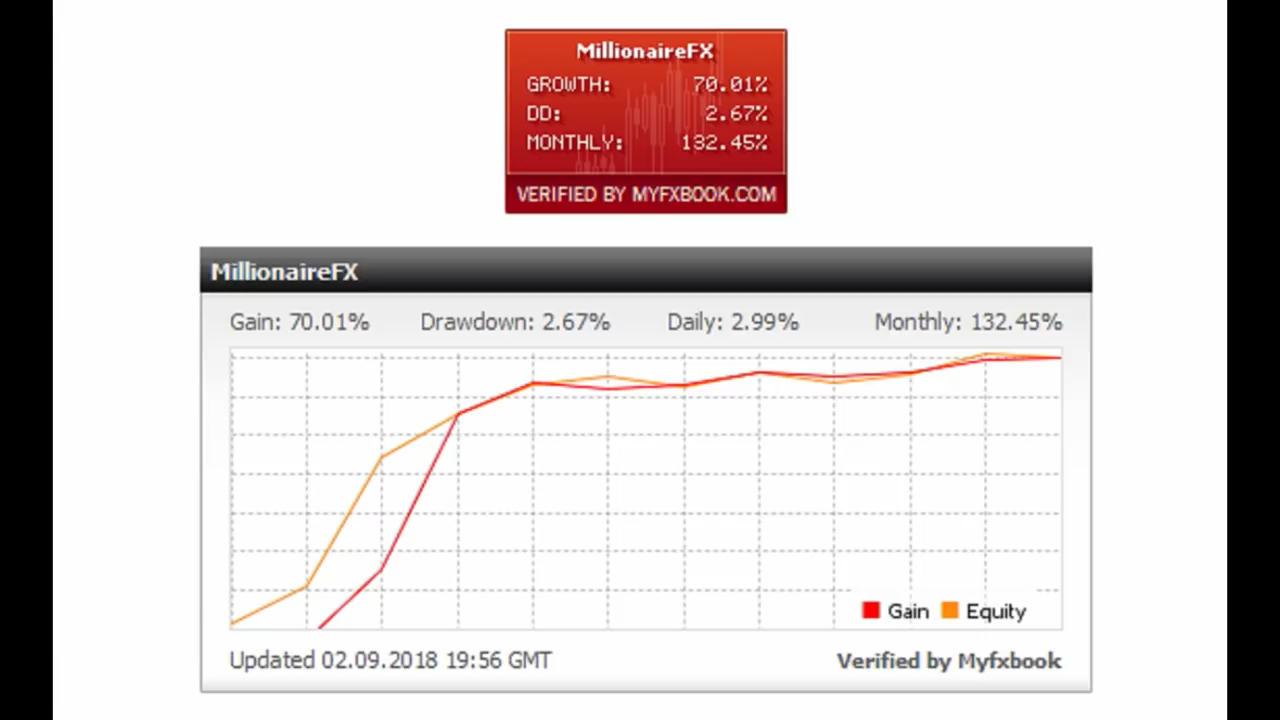 MillionaireFX
GROWTH: 70.01%
DD: 2.67%
MONTHLY: 132.45%
VERIFIED BY MYFXBOOK.COM
MillionaireFX
Gain: 70.01% Drawdown: 2.67% Daily: 2.99% Monthly: 132.45%
Gain Equity
Updated 02.09.2018 19:56 GMT Verified by Myfxbook